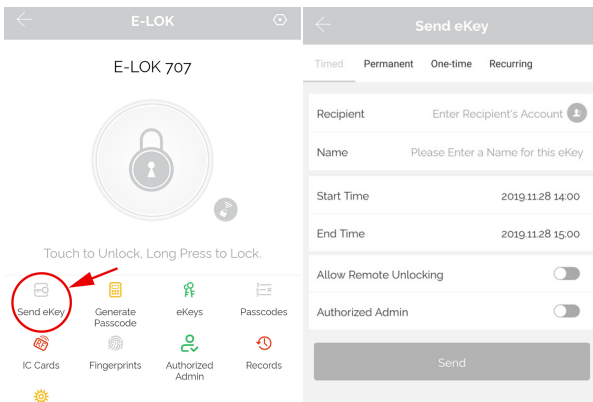 E-LOK
E-LOK 707
Touch to Unlock, Long Press to Lock.
Send eKey
Generate
Passcode
eKeys
Passcodes
RF
IC Cards
Fingerprints
Authorized
Admin
Records
Send eKey
Timed Permanent One-time Recurring
Recipient Enter Recipient's Account
Name Please Enter a Name for this eKey
Start Time 2019.11.28 14:00
End Time 2019.11.28 15:00
Allow Remote Unlocking
Authorized Admin
Send